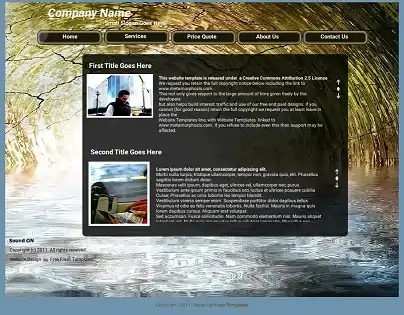 Company Name
Small Slogan Goes Here
Home
Services
Price Quote
About Us
Contact Us
First Title Goes Here
This website template is released under a Creative Commons Attribution 2.5 License
We request you retain the full copyright notice below including the link to
www.metamorphozis.com.
This not only gives respect to the large amount of time given freely by the
developers
but also helps build interest, traffic and use of our free and paid designs. If you
cannot (for good reason) retain the full copyright we request you at least leave in
place the
Website Templates line, with Website Templates linked to
www.metamorphozis.com. If you refuse to include even this then support may be
affected.
Second Title Goes Here
Lorem ipsum dolor sit amet, consectetur adipiscing elit.
Morbi nulla turpis, tristique ullamcorper, tempor non, gravida quis, elit. Phasellus
sagittis lorem dictum dolor.
Maecenas velit ipsum, dapibus eget, ultrices vel, ullamcorper nec, purus.
Vestibulum ante ipsum primis in faucibus orci luctus et ultrices posuere cubilia
Curae; Phasellus ac urna lobortis leo tempor blandit.
Vestibulum viverra semper enim. Suspendisse porttitor dolor dapibus tellus.
Vivamus id odio eu felis venenatis lobortis. Nulla facilisi. Mauris in magna quis
lorem dapibus cursus. Aliquam erat volutpat.
Sed accumsan. Fusce sollicitudin. Nam commodo elementum nisi. Mauris aliquet
Sound ON
Copyright (c) 2011. All rights reserved.
Website Design by Free Flash Templates